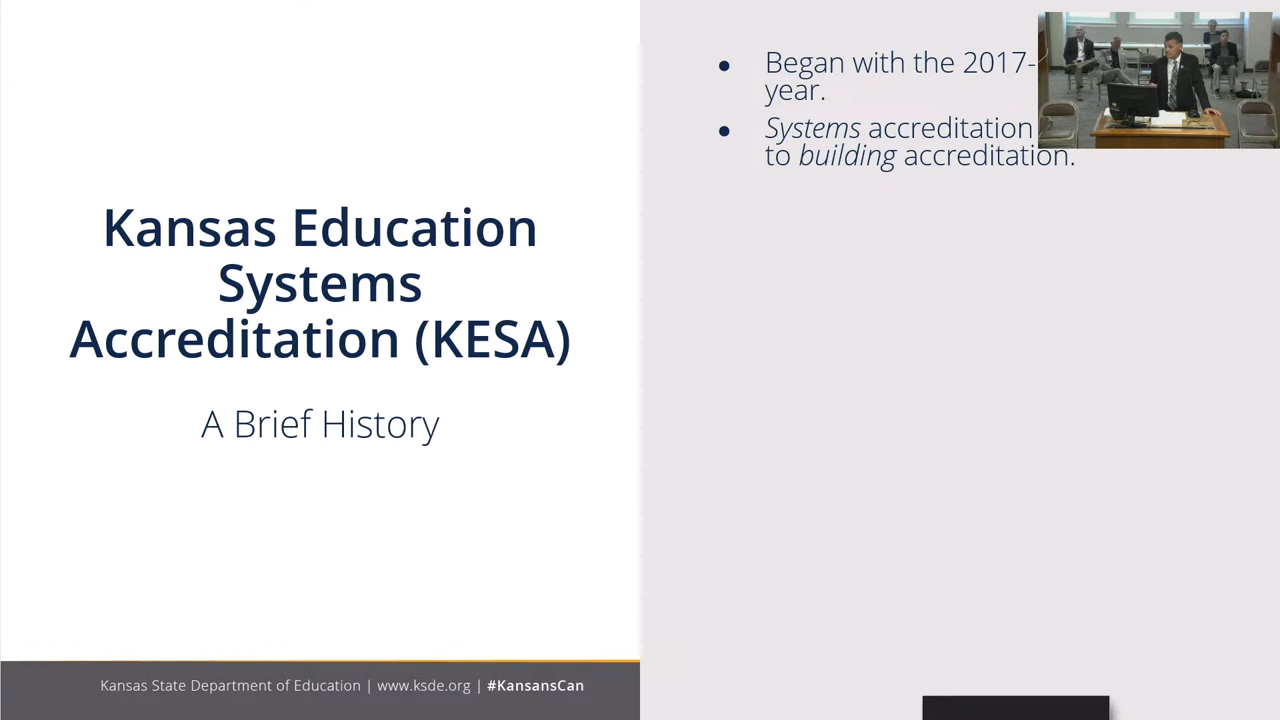 Kansas Education
Systems
Accreditation (KESA)
A Brief History
Kansas State Department of Education | www.ksde.org | #KansansCan
• Began with the 2017-
year.
• Systems accreditation
to building accreditation.